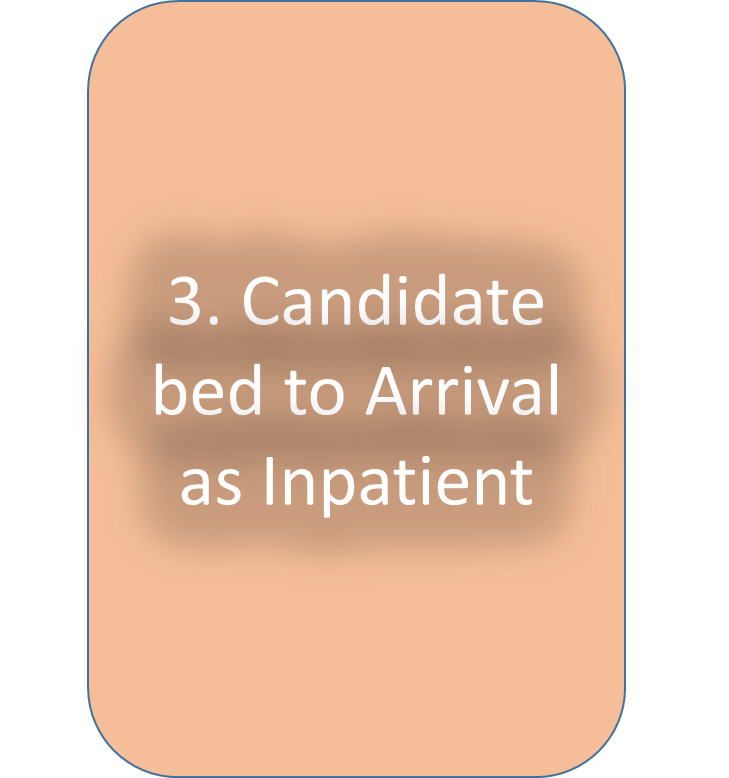 3. Candidate
bed to Arrival
as Inpatient